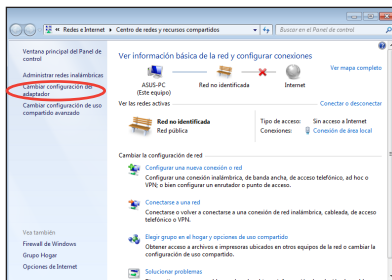 « Redes e Internet ▸ Centro de redes y recursos compartidos
Buscar en el Panel de control
Ventana principal del Panel de
control
Administrar redes inalámbricas
Cambiar configuración del
adaptador
Cambiar configuración de uso
compartido avanzado
Ver información básica de la red y configurar conexiones
Ver mapa completo
ASUS-PC
(Este equipo)
Red no identificada
Internet
Ver las redes activas
Conectar o desconectar
Red no identificada
Red pública
Tipo de acceso: Sin acceso a Internet
Conexiones: Conexión de área local
Cambiar la configuración de red
Configurar una nueva conexión o red
Configurar una conexión inalámbrica, de banda ancha, de acceso telefónico, ad hoc o
VPN; o bien configurar un enrutador o punto de acceso.
Conectarse a una red
Conectarse o volver a conectarse a una conexión de red inalámbrica, cableada, de acceso
telefónico o VPN.
Elegir grupo en el hogar y opciones de uso compartido
Obtener acceso a archivos e impresoras ubicados en otros equipos de la red o cambiar la
configuración de uso compartido.
Solucionar problemas
Vea también
Firewall de Windows
Grupo Hogar
Opciones de Internet